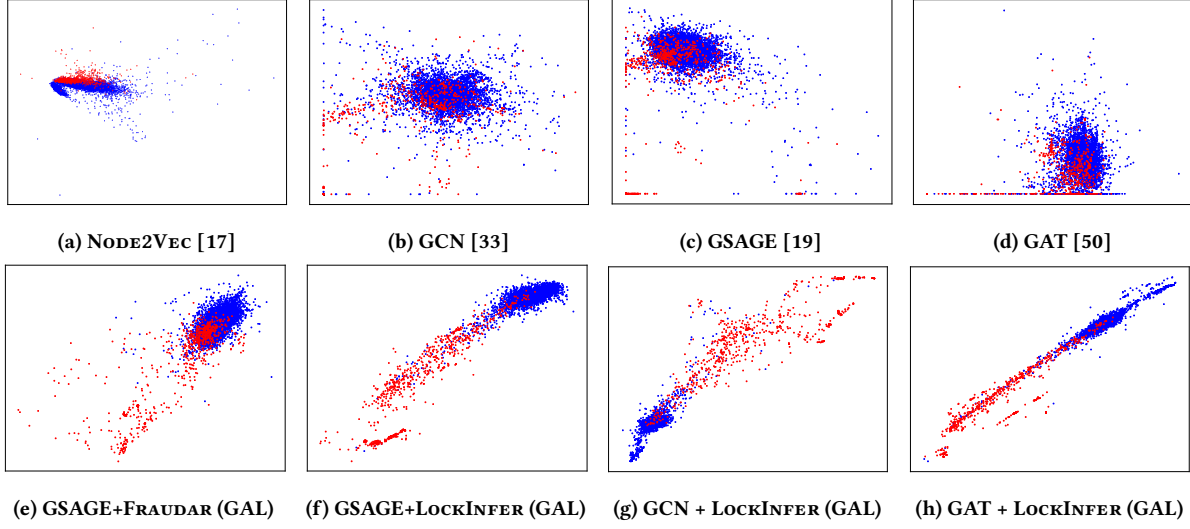 (a) NODE2VEC [17]
(b) GCN [33]
(c) GSAGE [19]
(d) GAT [50]
(e) GSAGE+FRAUDAR (GAL)
(f) GSAGE+LOCKINFER (GAL)
(g) GCN + LOCKINFER (GAL)
(h) GAT + LOCKINFER (GAL)